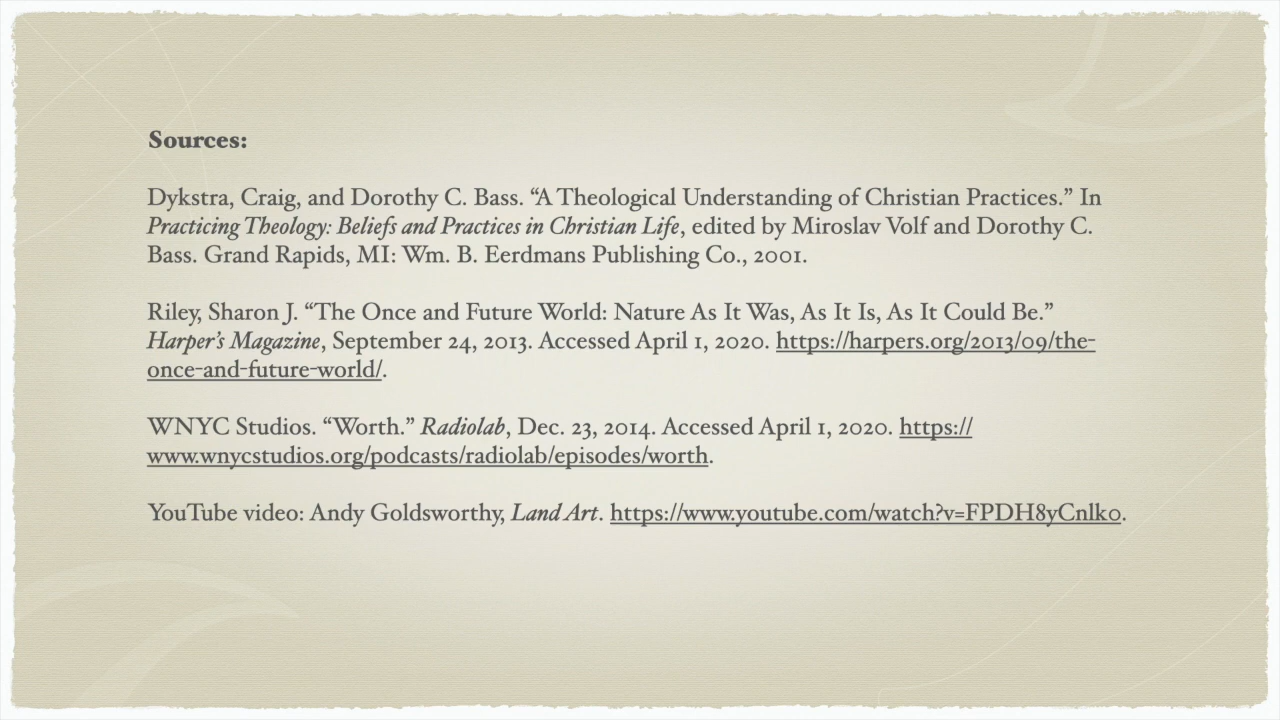 Sources:
Dykstra, Craig, and Dorothy C. Bass. “A Theological Understanding of Christian Practices.” In
Practicing Theology: Beliefs and Practices in Christian Life, edited by Miroslav Volf and Dorothy C.
Bass. Grand Rapids, MI: Wm. B. Eerdmans Publishing Co., 2001.
Riley, Sharon J. “The Once and Future World: Nature As It Was, As It Is, As It Could Be.”
Harper’s Magazine, September 24, 2013. Accessed April 1, 2020. https://harpers.org/2013/09/the-
once-and-future-world/.
WNYC Studios. “Worth.” Radiolab, Dec. 23, 2014. Accessed April 1, 2020. https://
www.wnycstudios.org/podcasts/radiolab/episodes/worth.
YouTube video: Andy Goldsworthy, Land Art. https://www.youtube.com/watch?v=FPDH8yCnlk0.